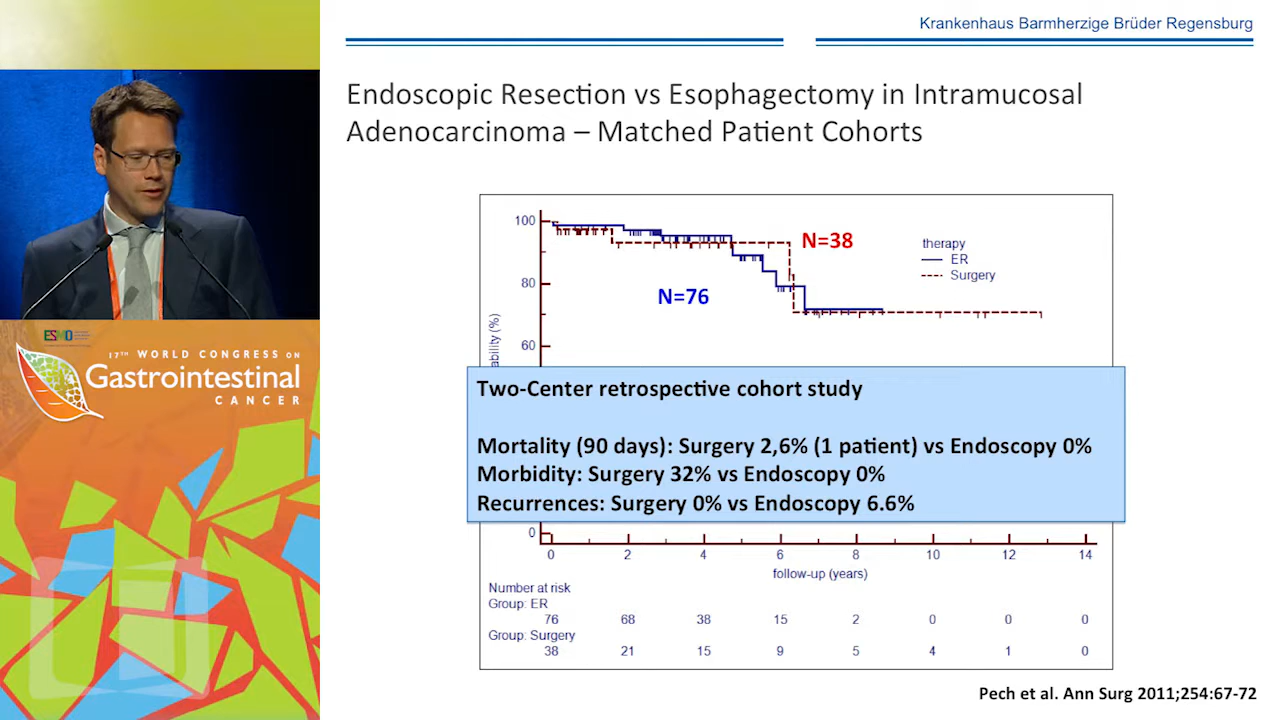 Krankenhaus Barmherzige Brüder Regensburg
Endoscopic Resection vs Esophagectomy in Intramucosal
Adenocarcinoma – Matched Patient Cohorts
100
80
60
0
ability (%)
N=38
N=76
therapy
ER
Surgery
Two-Center retrospective cohort study
Mortality (90 days): Surgery 2,6% (1 patient) vs Endoscopy 0%
Morbidity: Surgery 32% vs Endoscopy 0%
Recurrences: Surgery 0% vs Endoscopy 6.6%
0 2 4 6 8 10 12 14
follow-up (years)
Number at risk
Group: ER
76 68 38 15 2 0 0 0
Group: Surgery
38 21 15 9 5 4 1 0
Pech et al. Ann Surg 2011;254:67-72
ESMO
17TH WORLD CONGRESS ON
Gastrointestinal
CANCER